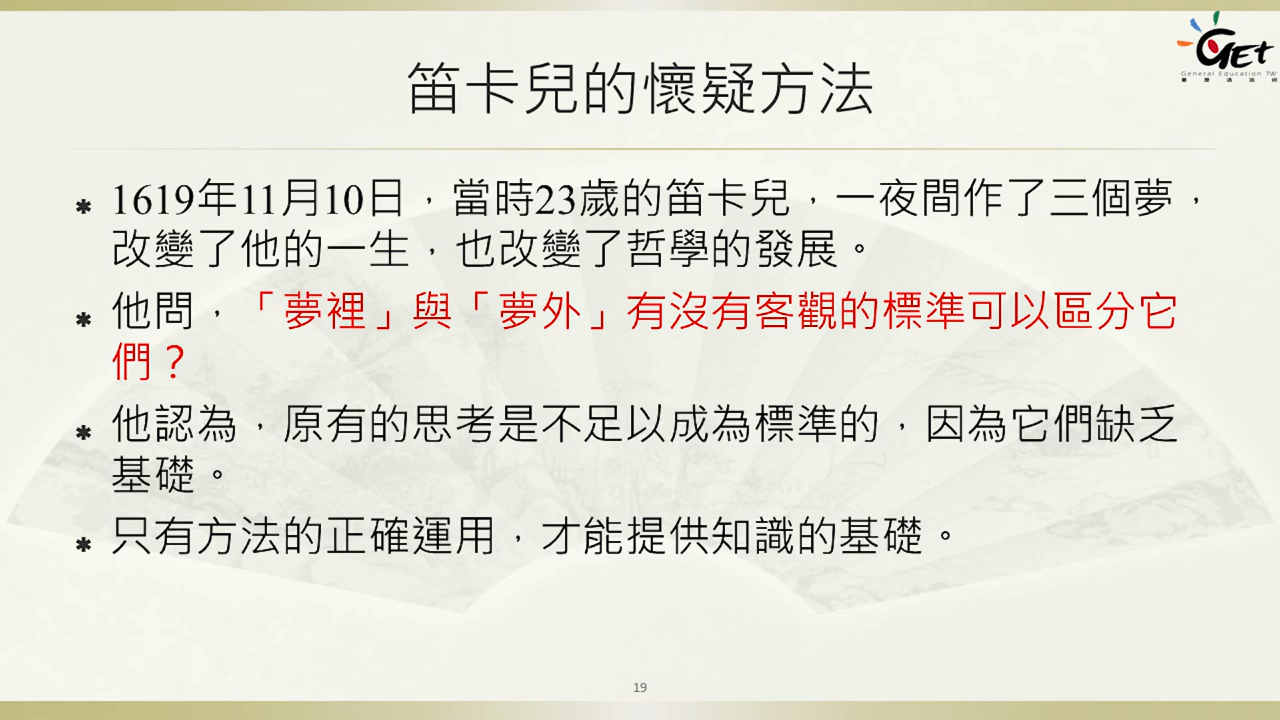 GET
General Education TW
笛卡兒的懷疑方法
1619年11月10日，當時23歲的笛卡兒，一夜間作了三個夢，
改變了他的一生，也改變了哲學的發展。
他問，「夢裡」與「夢外」有沒有客觀的標準可以區分它
們？
他認為，原有的思考是不足以成為標準的，因為它們缺乏
基礎。
只有方法的正確運用，才能提供知識的基礎。
19